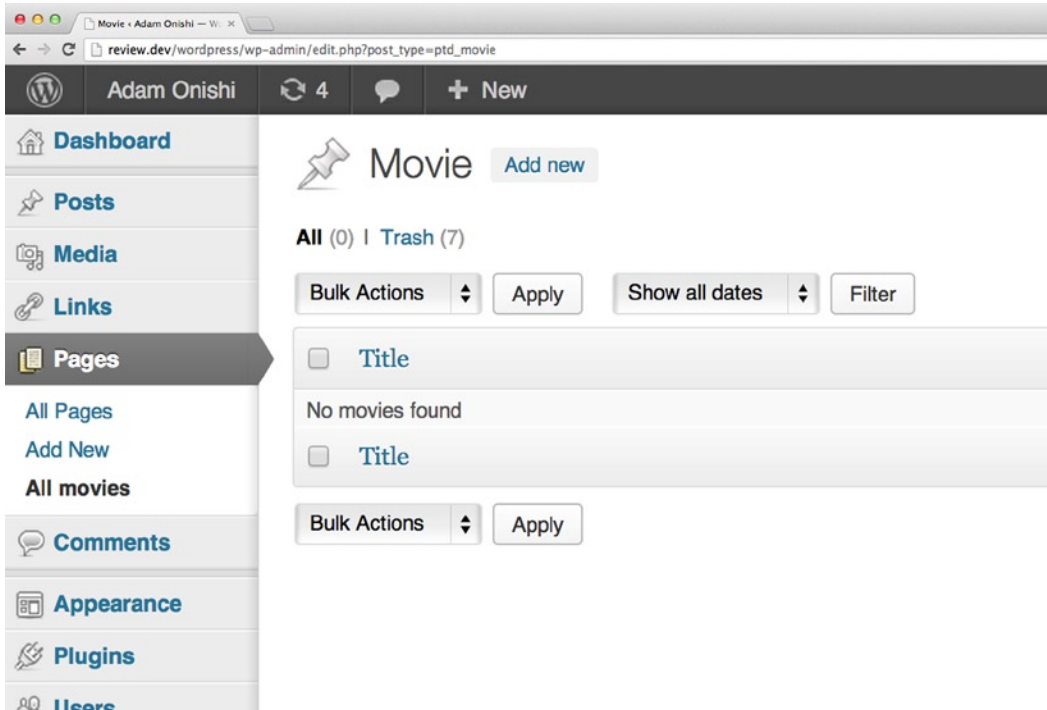 Movie ‹ Adam Onishi —
review.dev/wordpress/wp-admin/edit.php?post_type=ptd_movie
Adam Onishi 4 + New
Dashboard
Posts
Media
Links
Pages
All Pages
Add New
All movies
Comments
Appearance
Plugins
Users
Movie Add new
All (0) | Trash (7)
Bulk Actions Apply Show all dates Filter
Title
No movies found
Title
Bulk Actions Apply